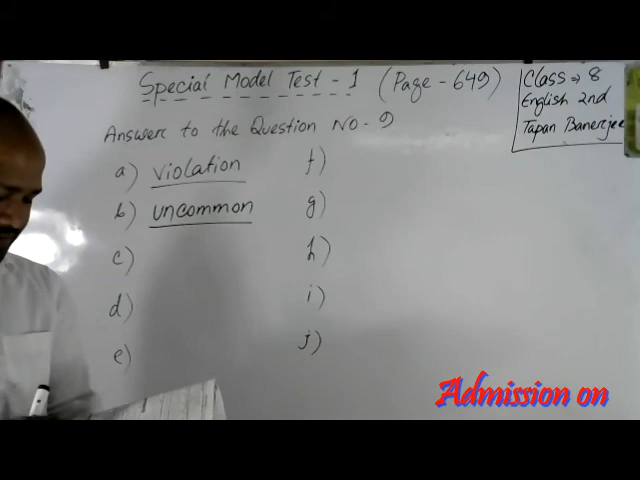 Special Model Test - 1 (Page - 649)
Class → 8
English 2nd
Tapan Banerjee
Answer to the Question NO - 9
a) violation
b) uncommon
c)
d)
e)
f)
g)
h)
i)
j)
Admission on